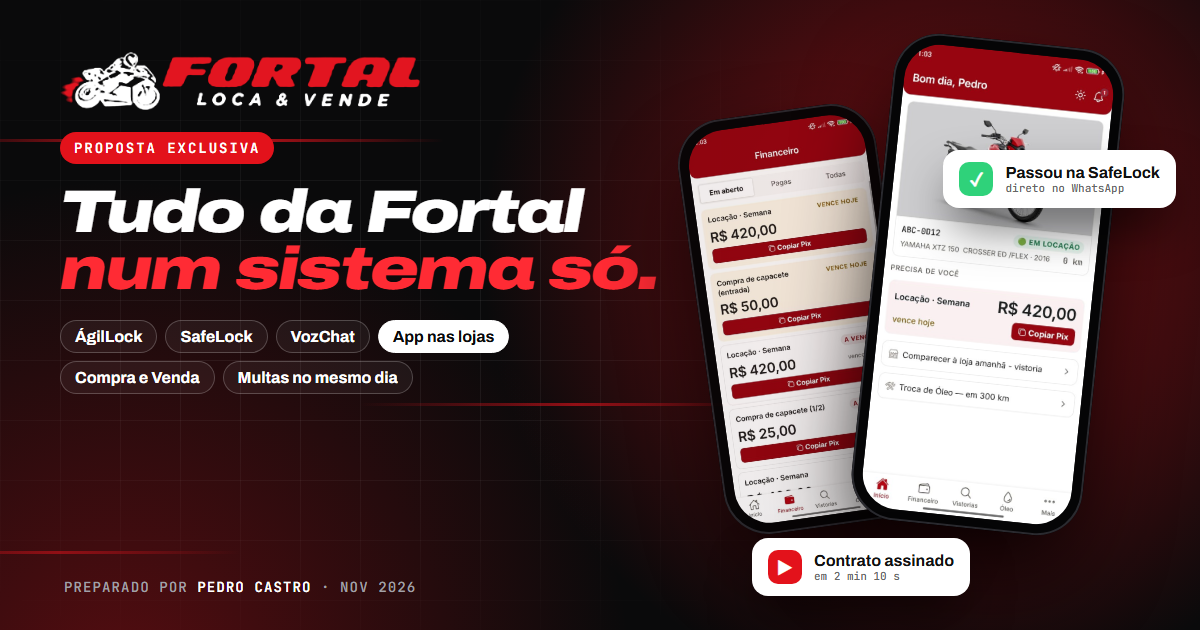 FORTAL
LOCA & VENDE
PROPOSTA EXCLUSIVA
Tudo da Fortal
num sistema só.
ÁgilLock
SafeLock
VozChat
App nas lojas
Compra e Venda
Multas no mesmo dia
PREPARADO POR PEDRO CASTRO · NOV 2026
:03
Financeiro
Em aberto
Pagas
Todas
Locação · Semana
VENCE HOJE
R$ 420,00
Copiar Pix
Compra de capacete
(entrada)
VENCE HOJE
R$ 50,00
Copiar Pix
Locação · Semana
R$ 420,00
Copiar Pix
Compra de capacete (1/2)
R$ 25,00
Copiar Pix
Locação · Semana
Financeiro
Vistorias
1:03
Bom dia, Pedro
Passou na SafeLock
direto no WhatsApp
ABC-0D12
EM LOCAÇÃO
YAMAHA XTZ 150 CROSSER ED /FLEX · 2016
0 km
PRECISA DE VOCÊ
Locação · Semana
R$ 420,00
vence hoje
Copiar Pix
Comparecer à loja amanhã - vistoria
Troca de Óleo — em 300 km
Início
Financeiro
Vistorias
Óleo
Mais
Contrato assinado
em 2 min 10 s